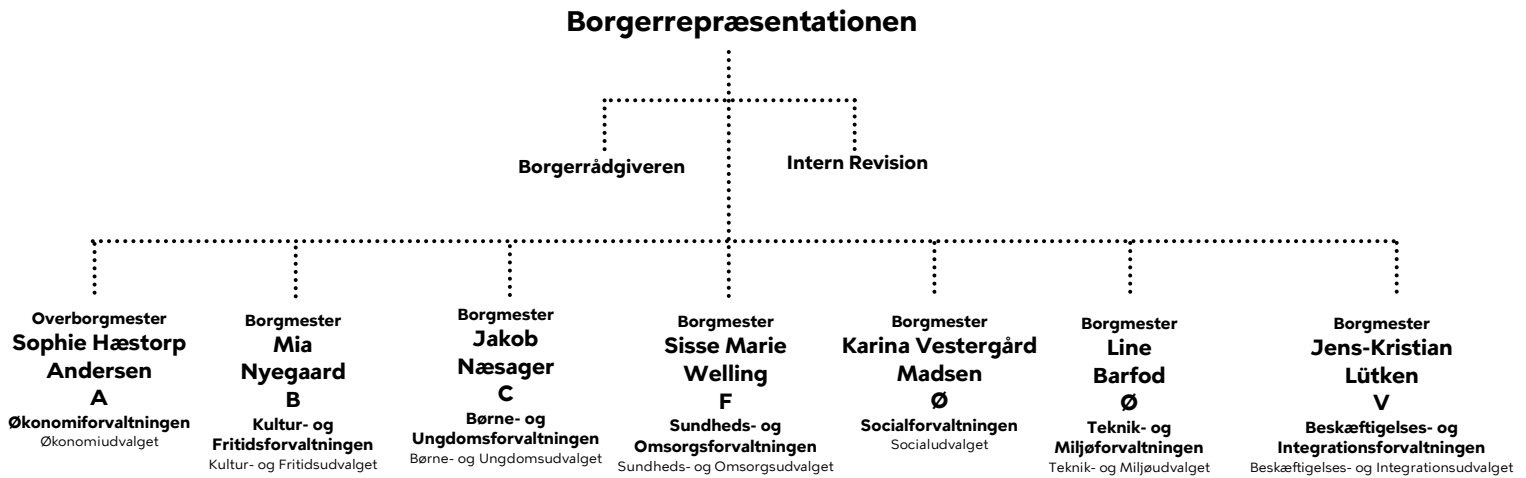 Borgerrepræsentationen
Borgerrådgiveren
Intern Revision
Overborgmester
Sophie Hæstorp
Andersen
A
Økonomiforvaltningen
Økonomiudvalget
Borgmester
Mia
Nyegaard
B
Kultur- og
Fritidsforvaltningen
Kultur- og Fritidsudvalget
Borgmester
Jakob
Næsager
C
Børne- og
Ungdomsforvaltningen
Børne- og Ungdomsudvalget
Borgmester
Sisse Marie
Welling
F
Sundheds- og
Omsorgsforvaltningen
Sundheds- og Omsorgsudvalget
Borgmester
Karina Vestergård
Madsen
Ø
Socialforvaltningen
Socialudvalget
Borgmester
Line
Barfod
Ø
Teknik- og
Miljøforvaltningen
Teknik- og Miljøudvalget
Borgmester
Jens-Kristian
Lütken
V
Beskæftigelses- og
Integrationsforvaltningen
Beskæftigelses- og Integrationsudvalget